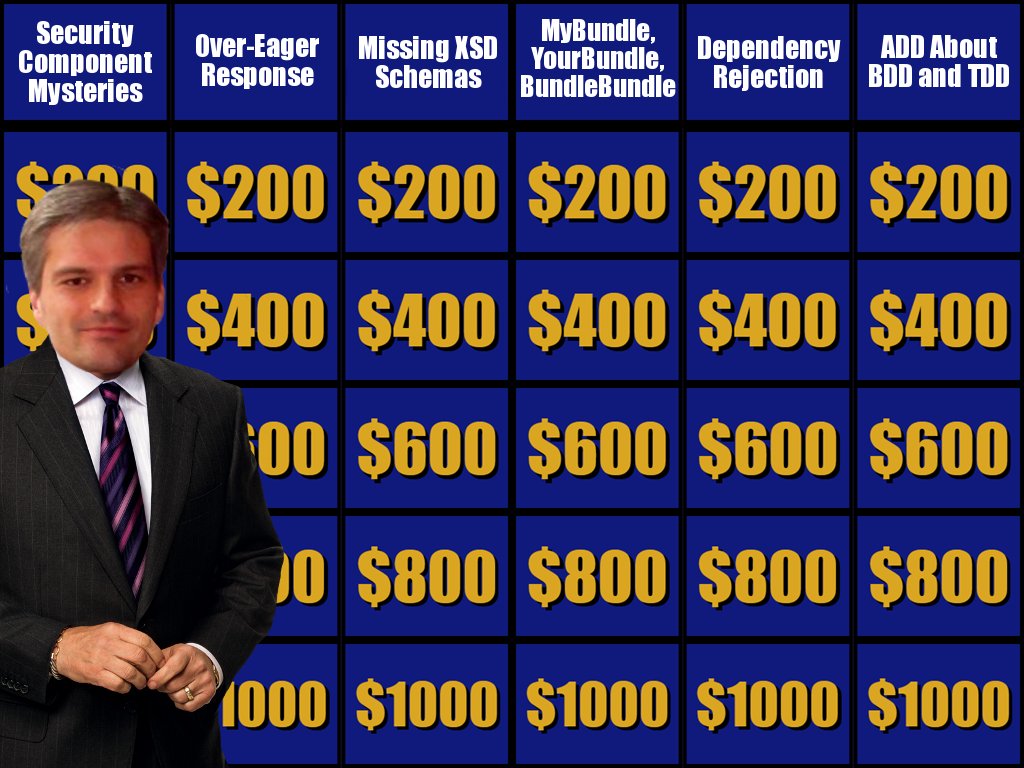 Security
Component
Mysteries
Over-Eager
Response
Missing XSD
Schemas
MyBundle,
YourBundle,
BundleBundle
Dependency
Rejection
ADD About
BDD and TDD
$200 $200 $200 $200 $200 $200
$400 $400 $400 $400 $400
$600 $600 $600 $600
$800 $800 $800 $800
$1000 $1000 $1000 $1000